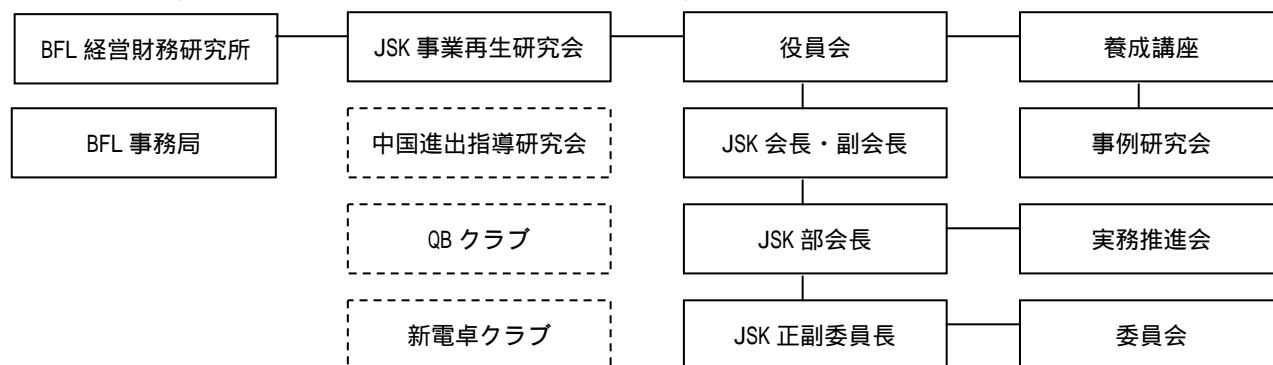 BFL 経営財務研究所
JSK 事業再生研究会
役員会
養成講座
BFL 事務局
中国進出指導研究会
JSK 会長・副会長
事例研究会
QB クラブ
JSK 部会長
実務推進会
新電卓クラブ
JSK 正副委員長
委員会